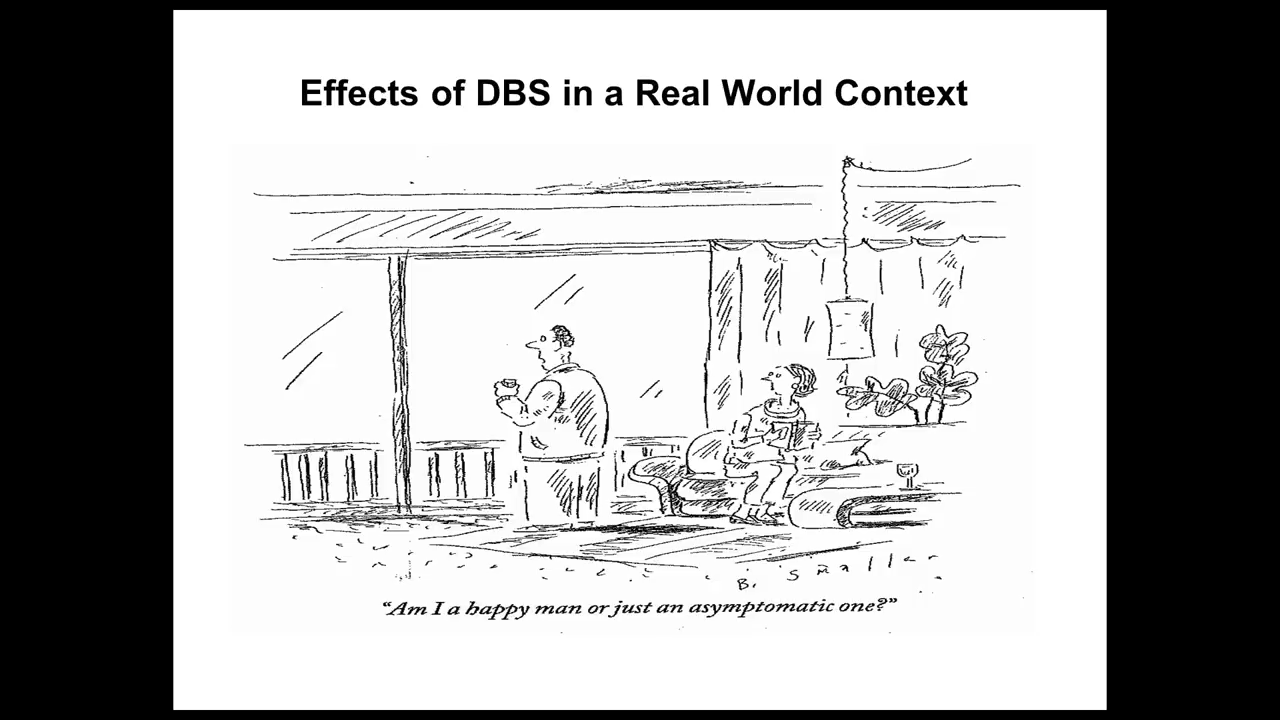 Effects of DBS in a Real World Context
B. Smaller
“Am I a happy man or just an asymptomatic one?”